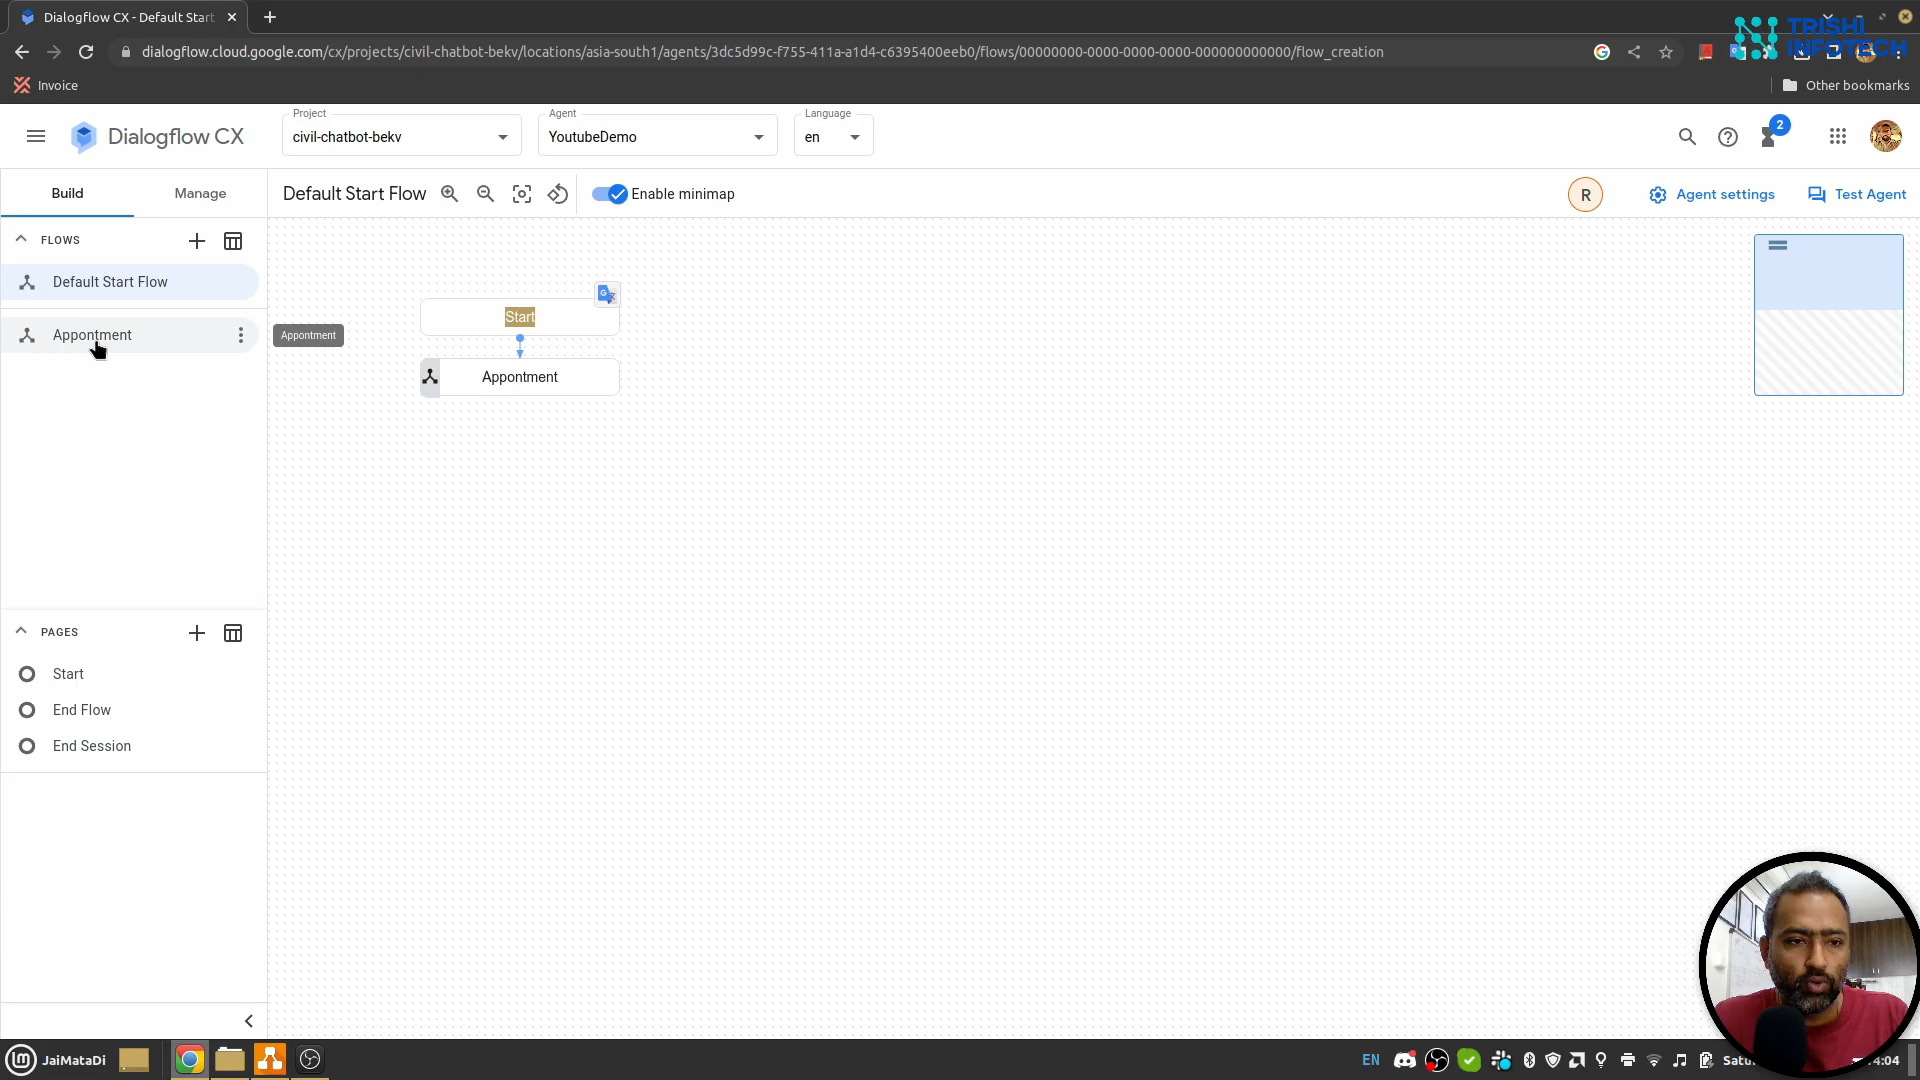 Dialogflow CX - Default Start
TRISHI
INFOTECH
dialogflow.cloud.google.com/cx/projects/civil-chatbot-bekv/locations/asia-south1/agents/3dc5d99c-f755-411a-a1d4-c6395400eeb0/flows/00000000-0000-0000-0000-000000000000/flow_creation
Invoice
Other bookmarks
Project
Agent
Language
Dialogflow CX
civil-chatbot-bekv
YoutubeDemo
en
2
Build
Manage
Default Start Flow
Enable minimap
R
Agent settings
Test Agent
FLOWS
Default Start Flow
Appontment
Appontment
Start
Appontment
PAGES
Start
End Flow
End Session
JaiMataDi
EN